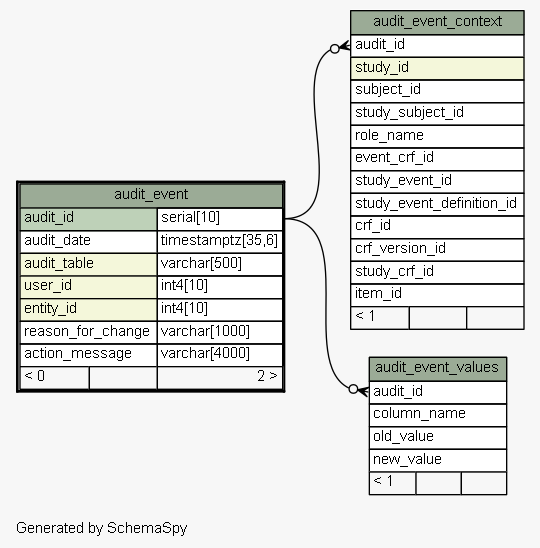 audit_event_context
audit_id
study_id
subject_id
study_subject_id
role_name
event_crf_id
study_event_id
study_event_definition_id
crf_id
crf_version_id
study_crf_id
item_id
< 1
audit_event
audit_id serial[10]
audit_date timestamptz[35,6]
audit_table varchar[500]
user_id int4[10]
entity_id int4[10]
reason_for_change varchar[1000]
action_message varchar[4000]
< 0 2 >
audit_event_values
audit_id
column_name
old_value
new_value
< 1
Generated by SchemaSpy